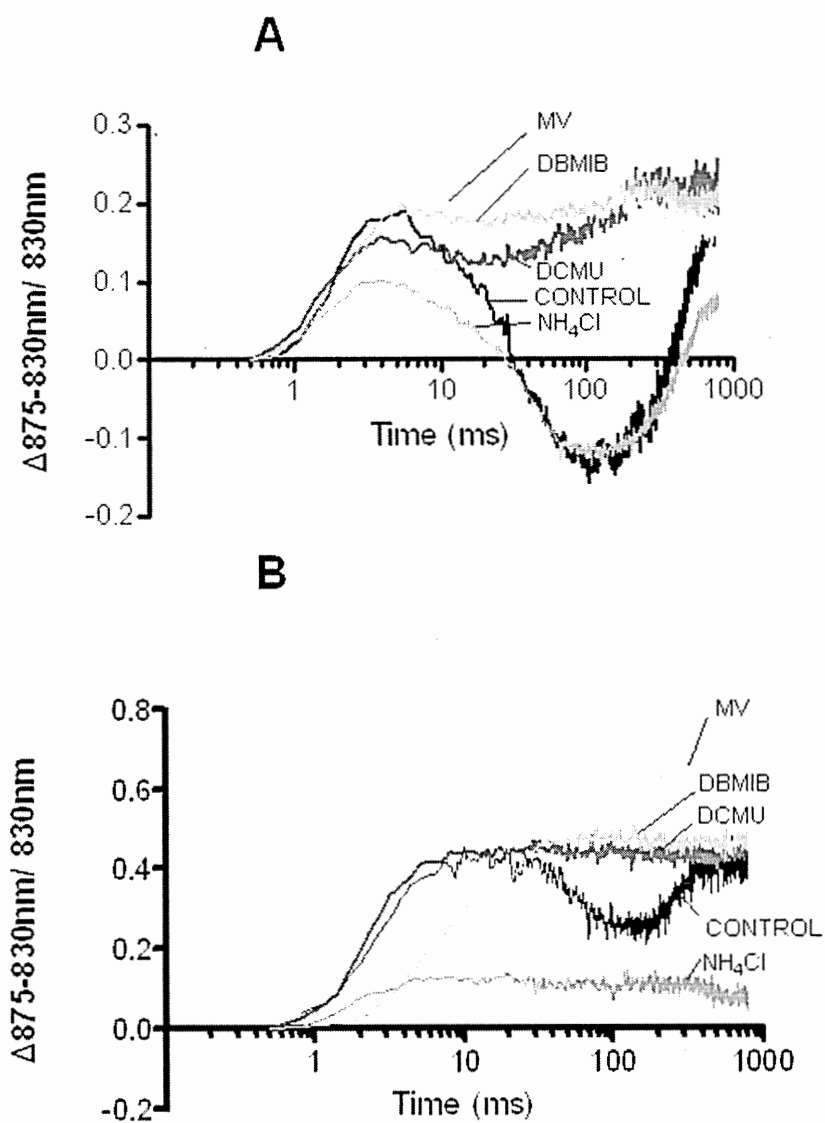 A
Δ875-830nm/ 830nm
0.3
0.2
0.1
0.0
-0.1
-0.2
MV
DBMIB
DCMU
CONTROL
NH₄Cl
1
10
100
1000
Time (ms)
B
Δ875-830nm/ 830nm
0.8
0.6
0.4
0.2
0.0
-0.2
MV
DBMIB
DCMU
CONTROL
NH₄Cl
1
10
100
1000
Time (ms)